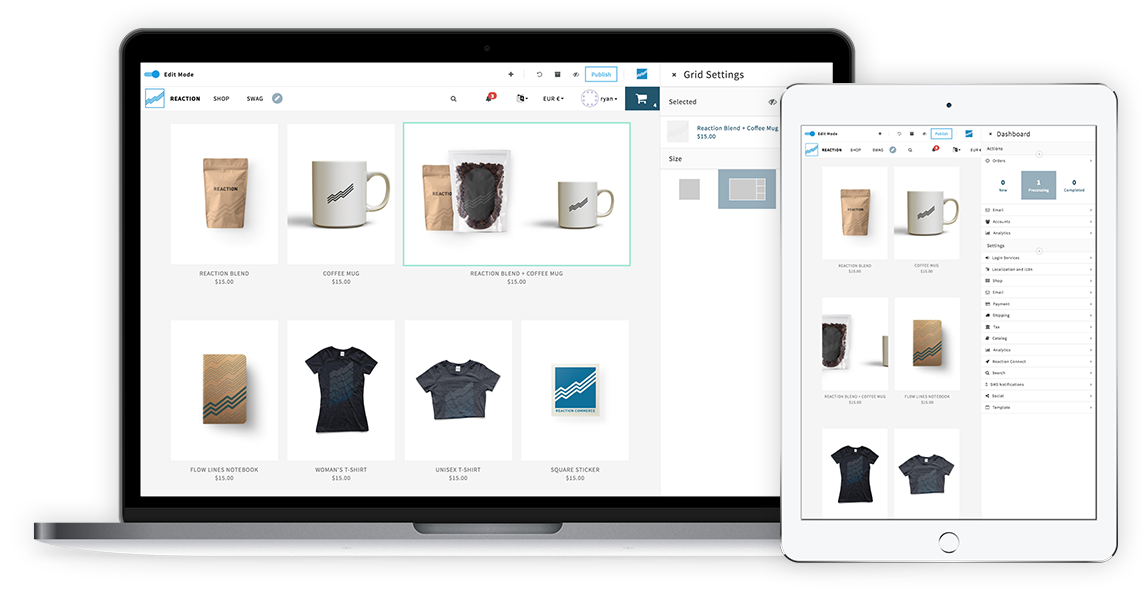 Edit Mode
Publish
× Grid Settings
REACTION SHOP SWAG
3
EUR € ryan
4
Selected
Reaction Blend + Coffee Mug
$15.00
Size
REACTION
REACTION
REACTION BLEND
$15.00
COFFEE MUG
$15.00
REACTION BLEND + COFFEE MUG
$15.00
REACTION COMMERCE
FLOW LINES NOTEBOOK
$15.00
WOMAN'S T-SHIRT
$15.00
UNISEX T-SHIRT
$15.00
SQUARE STICKER
$15.00
Edit Mode
Publish
× Dashboard
REACTION SHOP SWAG
EUR €
Actions
Orders
0 1 0
New Processing Completed
Email
Accounts
Analytics
Settings
Login Services
Localization and i18n
Shop
Email
Payment
Shipping
Tax
Catalog
Analytics
Reaction Connect
Search
SMS Notifications
Social
Template
REACTION
REACTION BLEND
$15.00
COFFEE MUG
$15.00
REACTION BLEND + COFFEE MUG
$15.00
FLOW LINES NOTEBOOK
$15.00